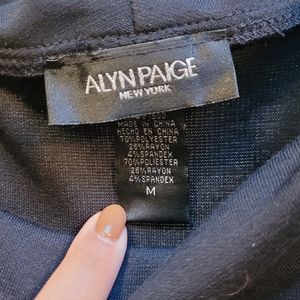 ALYN PAIGE
NEW YORK
MADE IN CHINA
HECHO EN CHINA
70%POLYESTER
26%RAYON
4%SPANDEX
70%POLIESTER
26%RAYON
4%SPANDEX
M